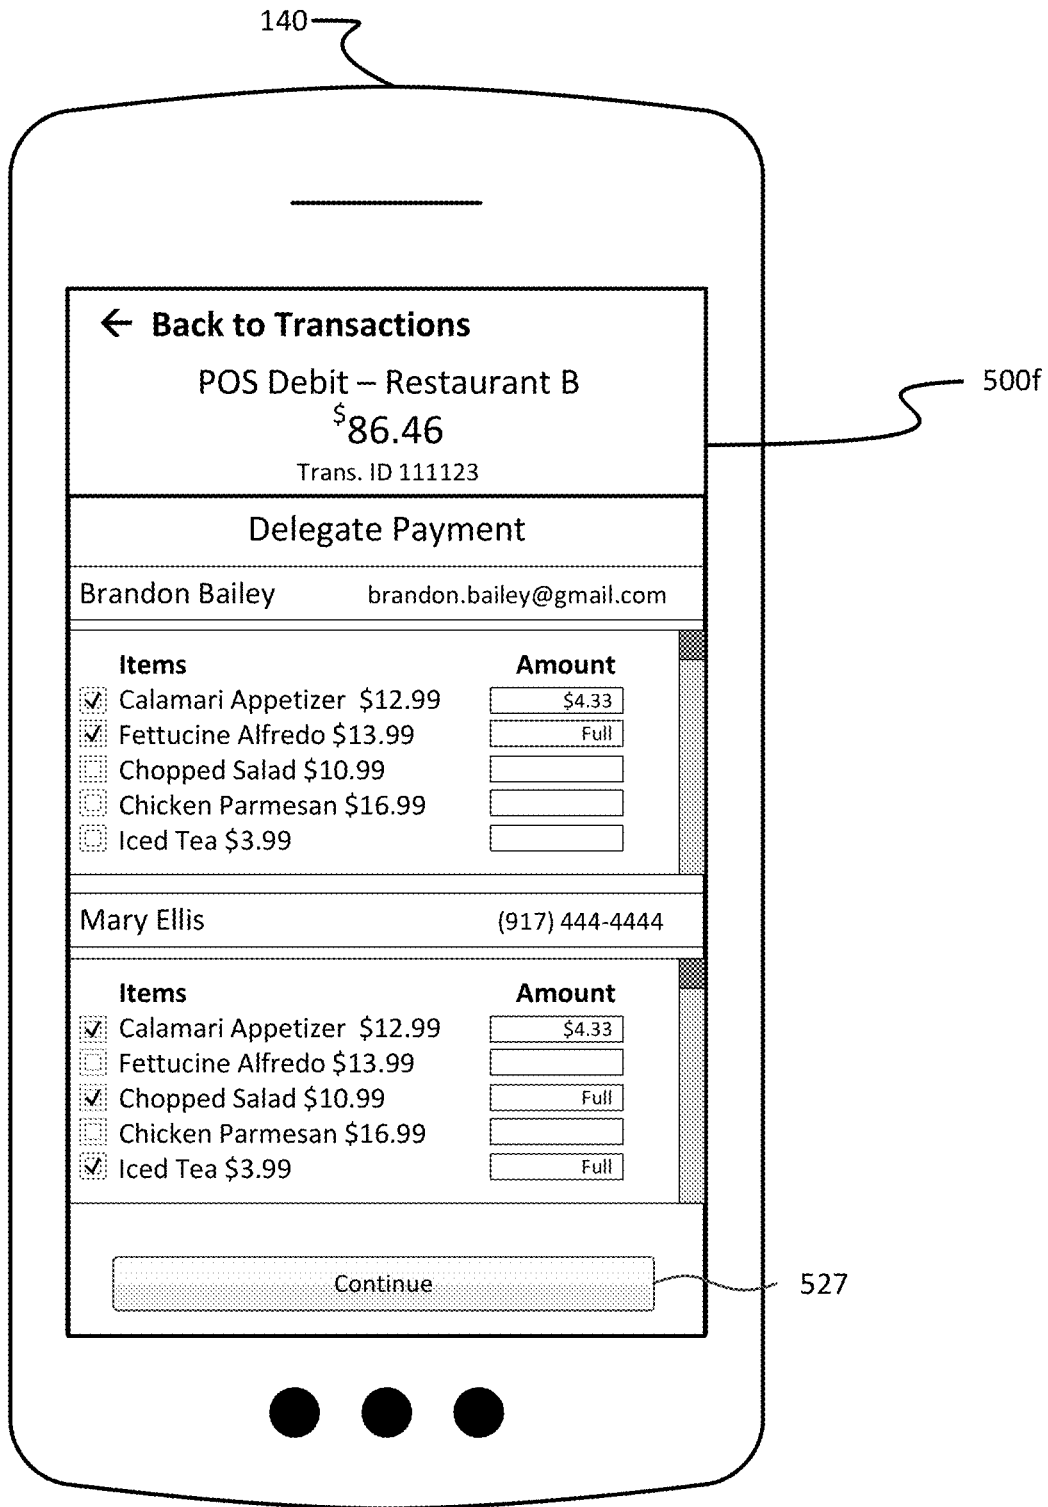 140
← Back to Transactions
POS Debit – Restaurant B
500f
$86.46
Trans. ID 111123
Delegate Payment
Brandon Bailey brandon.bailey@gmail.com
Items Amount
Calamari Appetizer $12.99 $4.33
Fettucine Alfredo $13.99 Full
Chopped Salad $10.99
Chicken Parmesan $16.99
Iced Tea $3.99
Mary Ellis (917) 444-4444
Items Amount
Calamari Appetizer $12.99 $4.33
Fettucine Alfredo $13.99
Chopped Salad $10.99 Full
Chicken Parmesan $16.99
Iced Tea $3.99 Full
Continue 527